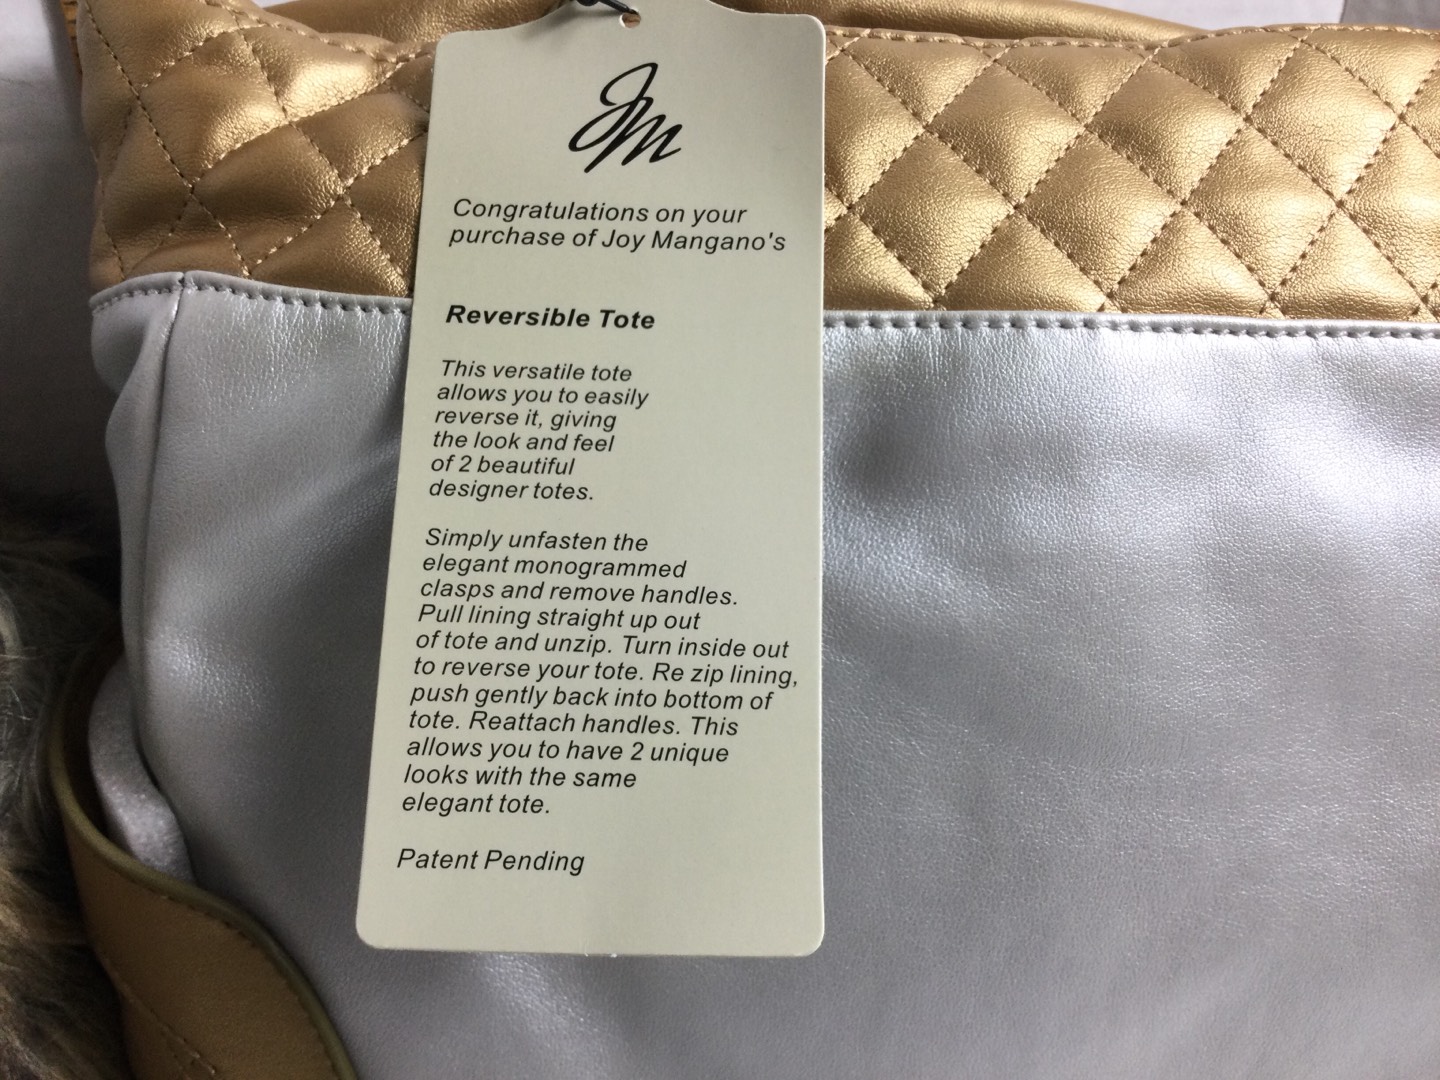 JM
Congratulations on your
purchase of Joy Mangano's
Reversible Tote
This versatile tote
allows you to easily
reverse it, giving
the look and feel
of 2 beautiful
designer totes.
Simply unfasten the
elegant monogrammed
clasps and remove handles.
Pull lining straight up out
of tote and unzip. Turn inside out
to reverse your tote. Re zip lining,
push gently back into bottom of
tote. Reattach handles. This
allows you to have 2 unique
looks with the same
elegant tote.
Patent Pending